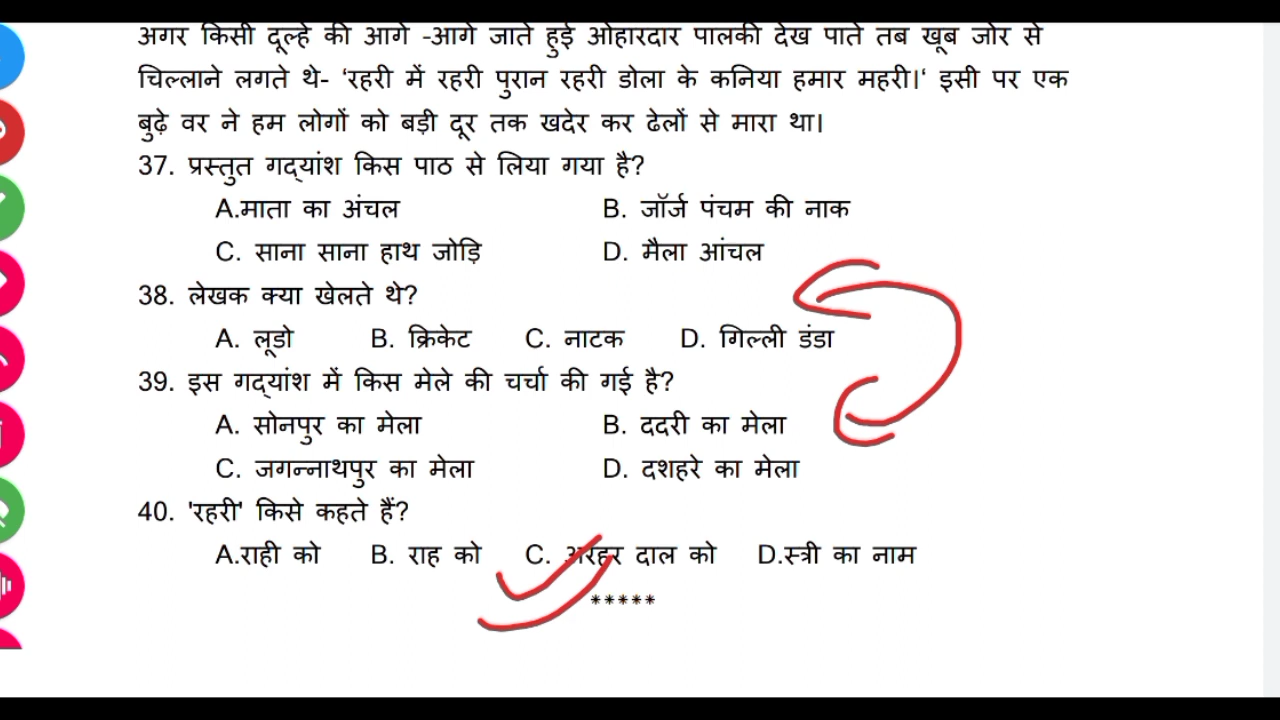 अगर किसी दूल्हे की आगे -आगे जाते हुई ओहारदार पालकी देख पाते तब खूब जोर से
चिल्लाने लगते थे- ‘रहरी में रहरी पुरान रहरी डोला के कनिया हमार महरी।‘ इसी पर एक
बुढ़े वर ने हम लोगों को बड़ी दूर तक खदेर कर ढेलों से मारा था।
37. प्रस्तुत गद्यांश किस पाठ से लिया गया है?
A.माता का अंचल B. जॉर्ज पंचम की नाक
C. साना साना हाथ जोड़ि D. मैला आंचल
38. लेखक क्या खेलते थे?
A. लूडो B. क्रिकेट C. नाटक D. गिल्ली डंडा
39. इस गद्यांश में किस मेले की चर्चा की गई है?
A. सोनपुर का मेला B. ददरी का मेला
C. जगन्नाथपुर का मेला D. दशहरे का मेला
40. 'रहरी' किसे कहते हैं?
A.राही को B. राह को C. अरहर दाल को D.स्त्री का नाम
*****